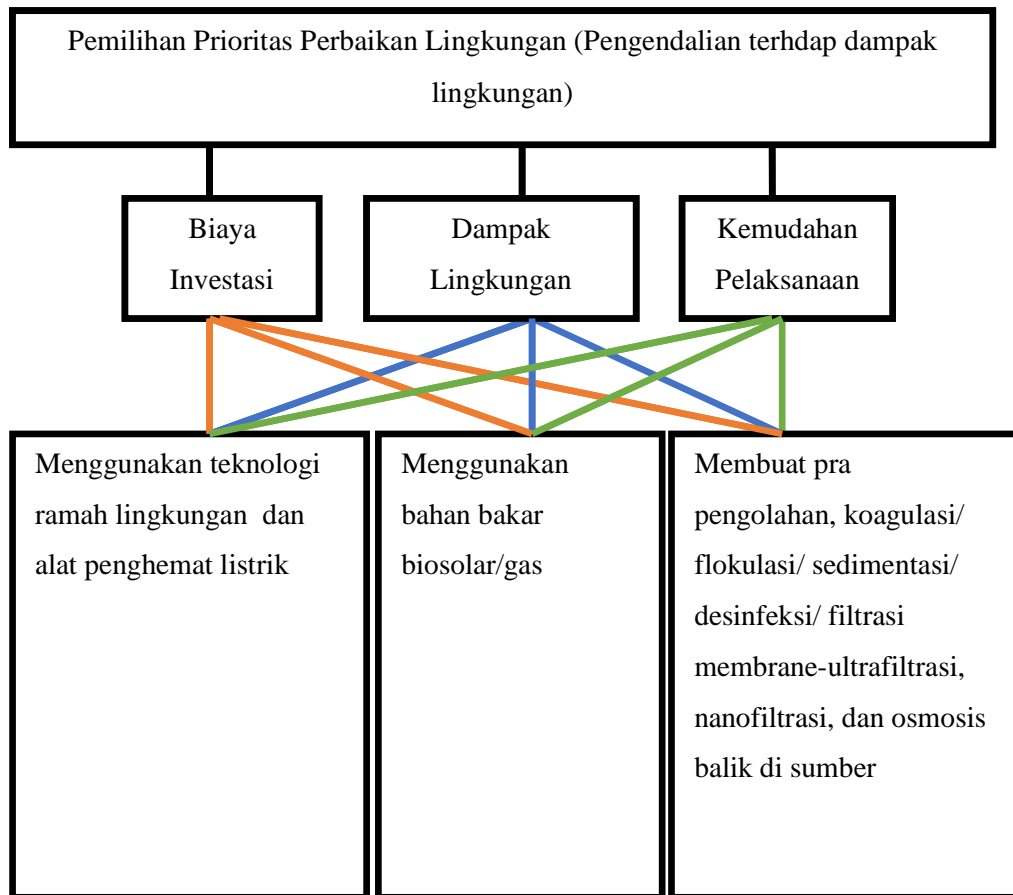 Pemilihan Prioritas Perbaikan Lingkungan (Pengendalian terhdap dampak
lingkungan)
Biaya
Investasi
Dampak
Lingkungan
Kemudahan
Pelaksanaan
Menggunakan teknologi
ramah lingkungan dan
alat penghemat listrik
Menggunakan
bahan bakar
biosolar/gas
Membuat pra
pengolahan, koagulasi/
flokulasi/ sedimentasi/
desinfeksi/ filtrasi
membrane-ultrafiltrasi,
nanofiltrasi, dan osmosis
balik di sumber